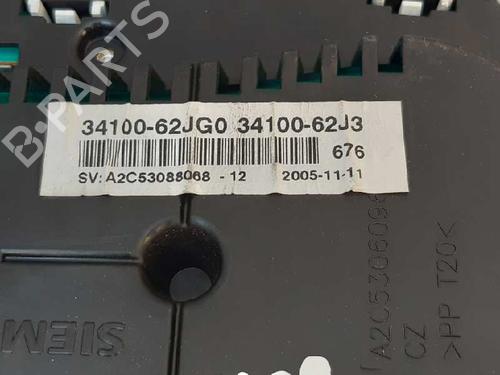 B-PARTS
34100-62JG0 34100-62J3
676
SV: A2C53088068 - 12 2005-11-11
CZ
>PP T20<
SIEM